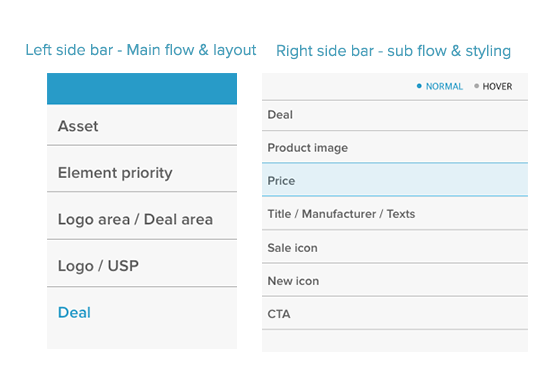 Left side bar - Main flow & layout
Asset
Element priority
Logo area / Deal area
Logo / USP
Deal
Right side bar - sub flow & styling
NORMAL HOVER
Deal
Product image
Price
Title / Manufacturer / Texts
Sale icon
New icon
CTA